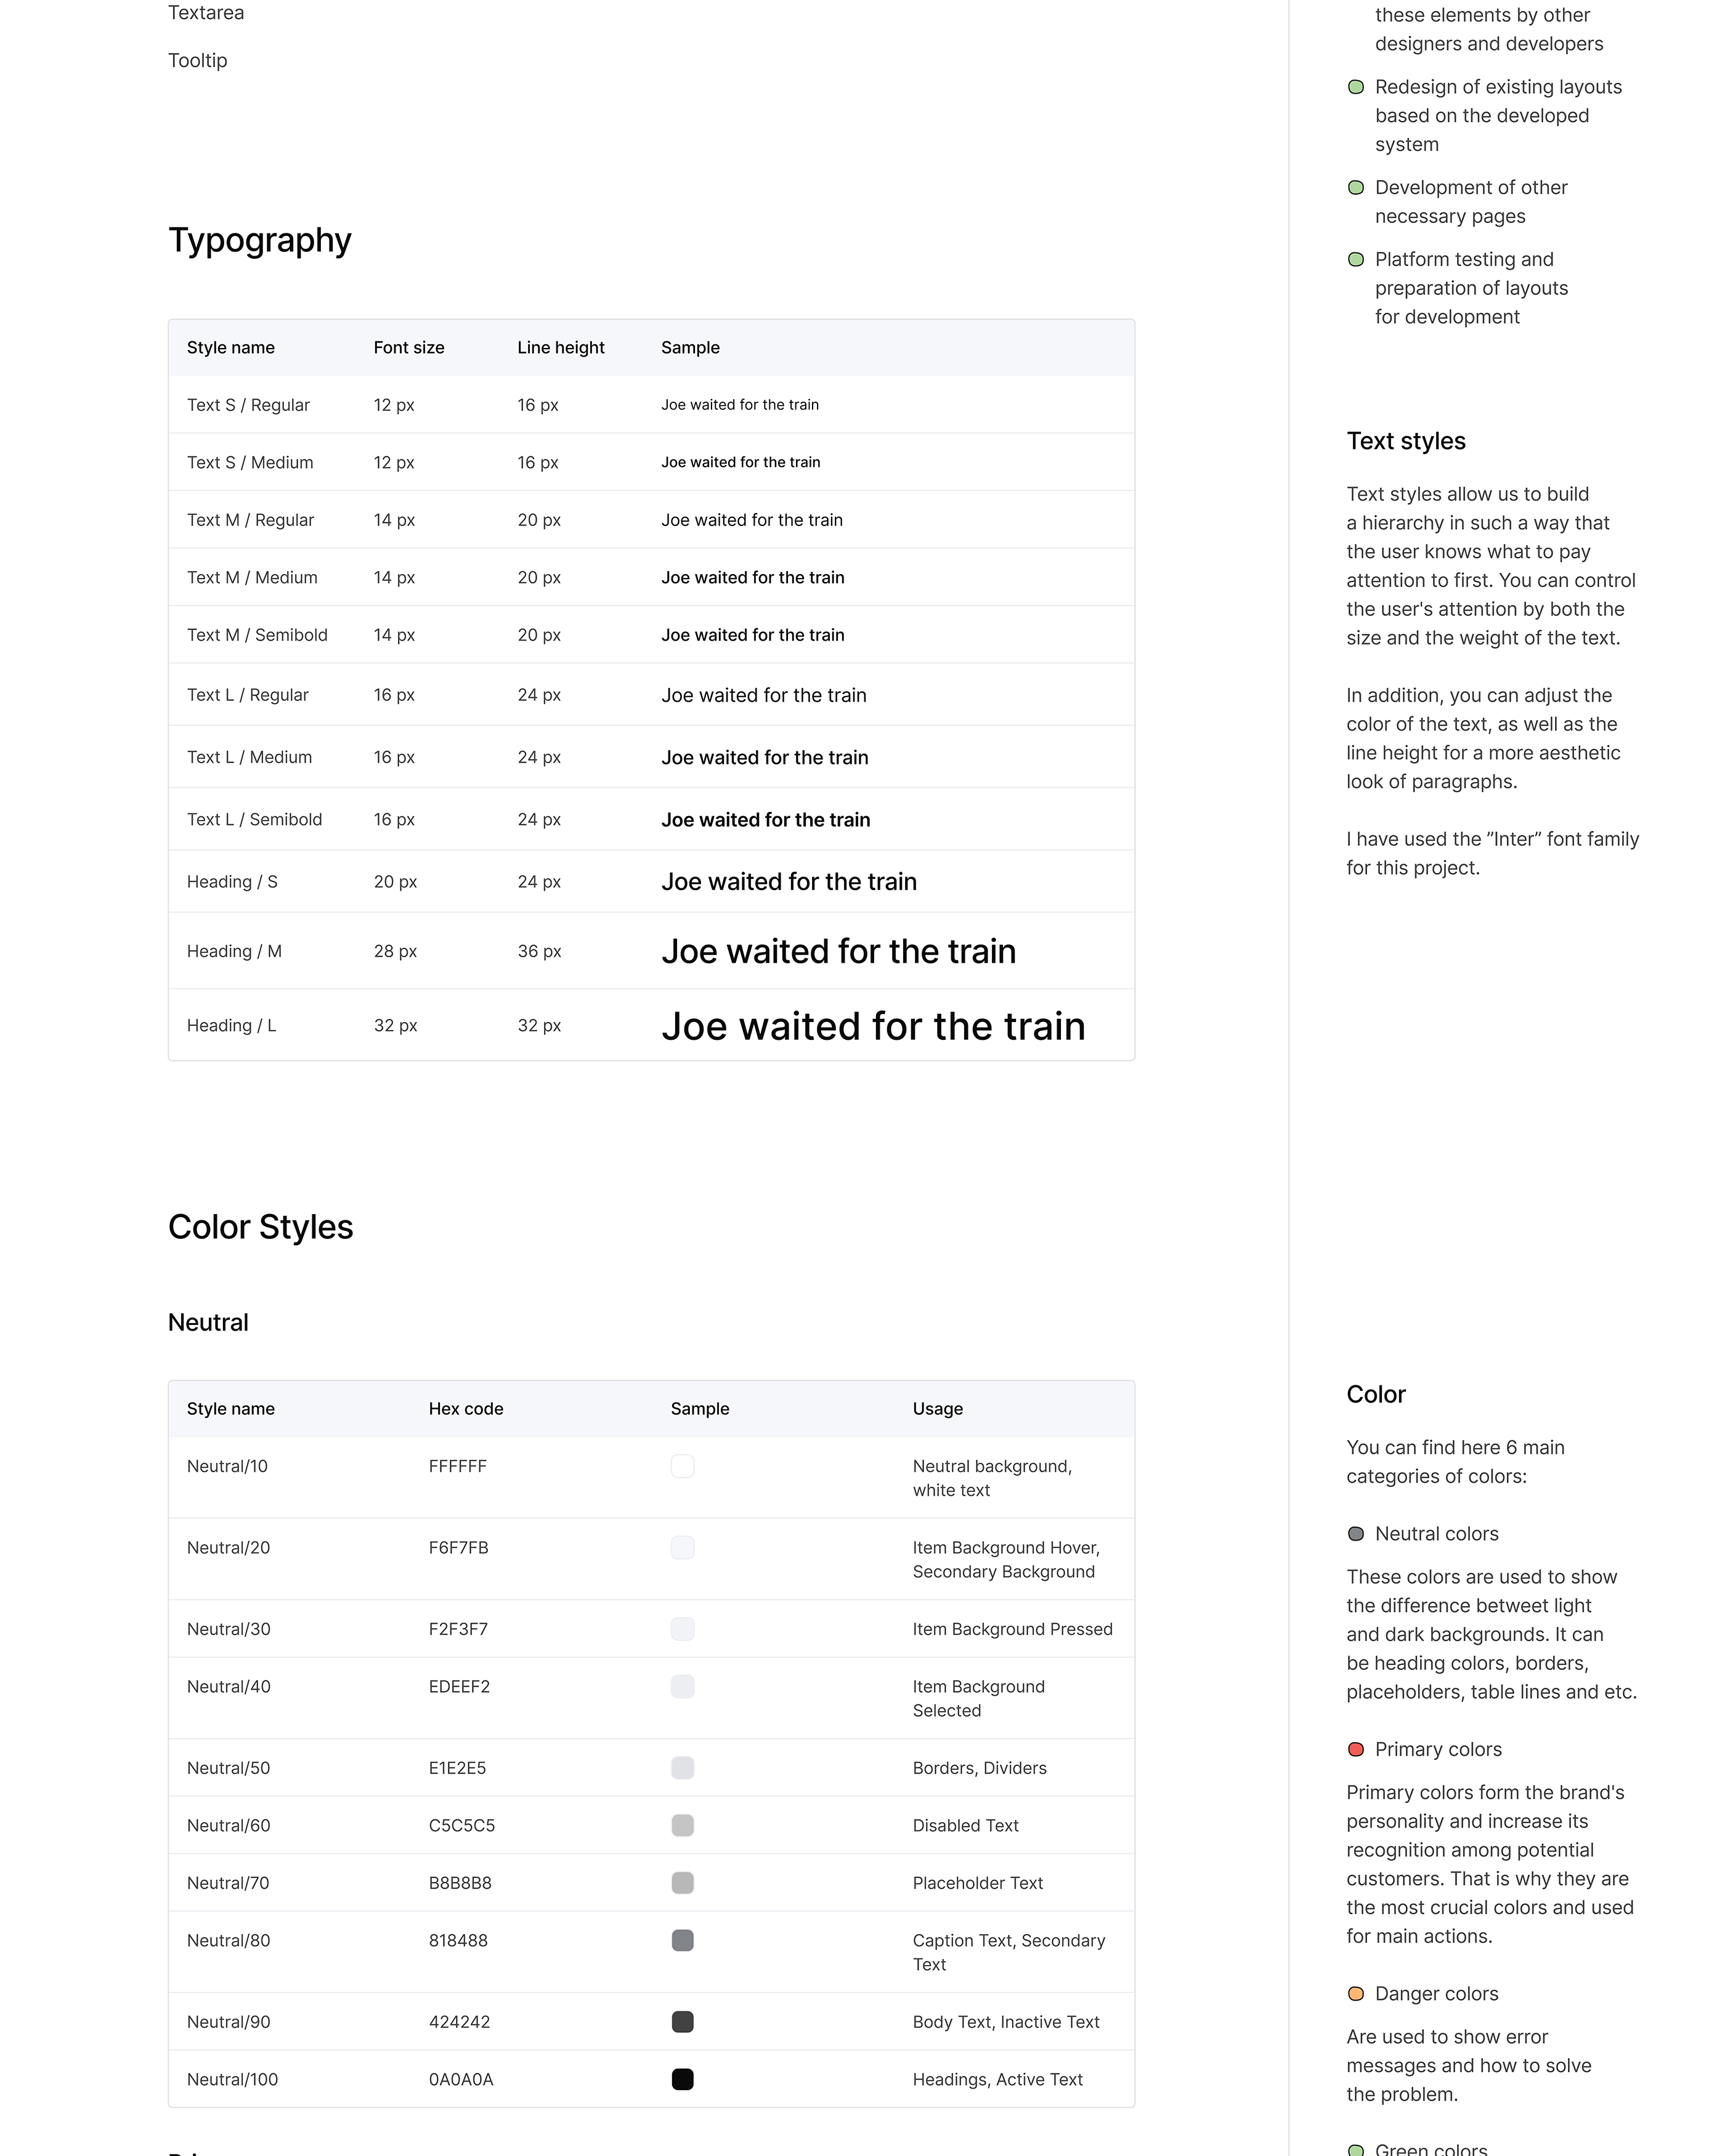 Textarea
Tooltip
Typography
Style name Font size Line height Sample
Text S / Regular 12 px 16 px Joe waited for the train
Text S / Medium 12 px 16 px Joe waited for the train
Text M / Regular 14 px 20 px Joe waited for the train
Text M / Medium 14 px 20 px Joe waited for the train
Text M / Semibold 14 px 20 px Joe waited for the train
Text L / Regular 16 px 24 px Joe waited for the train
Text L / Medium 16 px 24 px Joe waited for the train
Text L / Semibold 16 px 24 px Joe waited for the train
Heading / S 20 px 24 px Joe waited for the train
Heading / M 28 px 36 px Joe waited for the train
Heading / L 32 px 32 px Joe waited for the train
Color Styles
Neutral
Style name Hex code Sample Usage
Neutral/10 FFFFFF Neutral background,
white text
Neutral/20 F6F7FB Item Background Hover,
Secondary Background
Neutral/30 F2F3F7 Item Background Pressed
Neutral/40 EDEEF2 Item Background
Selected
Neutral/50 E1E2E5 Borders, Dividers
Neutral/60 C5C5C5 Disabled Text
Neutral/70 B8B8B8 Placeholder Text
Neutral/80 818488 Caption Text, Secondary
Text
Neutral/90 424242 Body Text, Inactive Text
Neutral/100 0A0A0A Headings, Active Text
these elements by other
designers and developers
Redesign of existing layouts
based on the developed
system
Development of other
necessary pages
Platform testing and
preparation of layouts
for development
Text styles
Text styles allow us to build
a hierarchy in such a way that
the user knows what to pay
attention to first. You can control
the user's attention by both the
size and the weight of the text.
In addition, you can adjust the
color of the text, as well as the
line height for a more aesthetic
look of paragraphs.
I have used the ”Inter” font family
for this project.
Color
You can find here 6 main
categories of colors:
Neutral colors
These colors are used to show
the difference betweet light
and dark backgrounds. It can
be heading colors, borders,
placeholders, table lines and etc.
Primary colors
Primary colors form the brand's
personality and increase its
recognition among potential
customers. That is why they are
the most crucial colors and used
for main actions.
Danger colors
Are used to show error
messages and how to solve
the problem.
Green colors